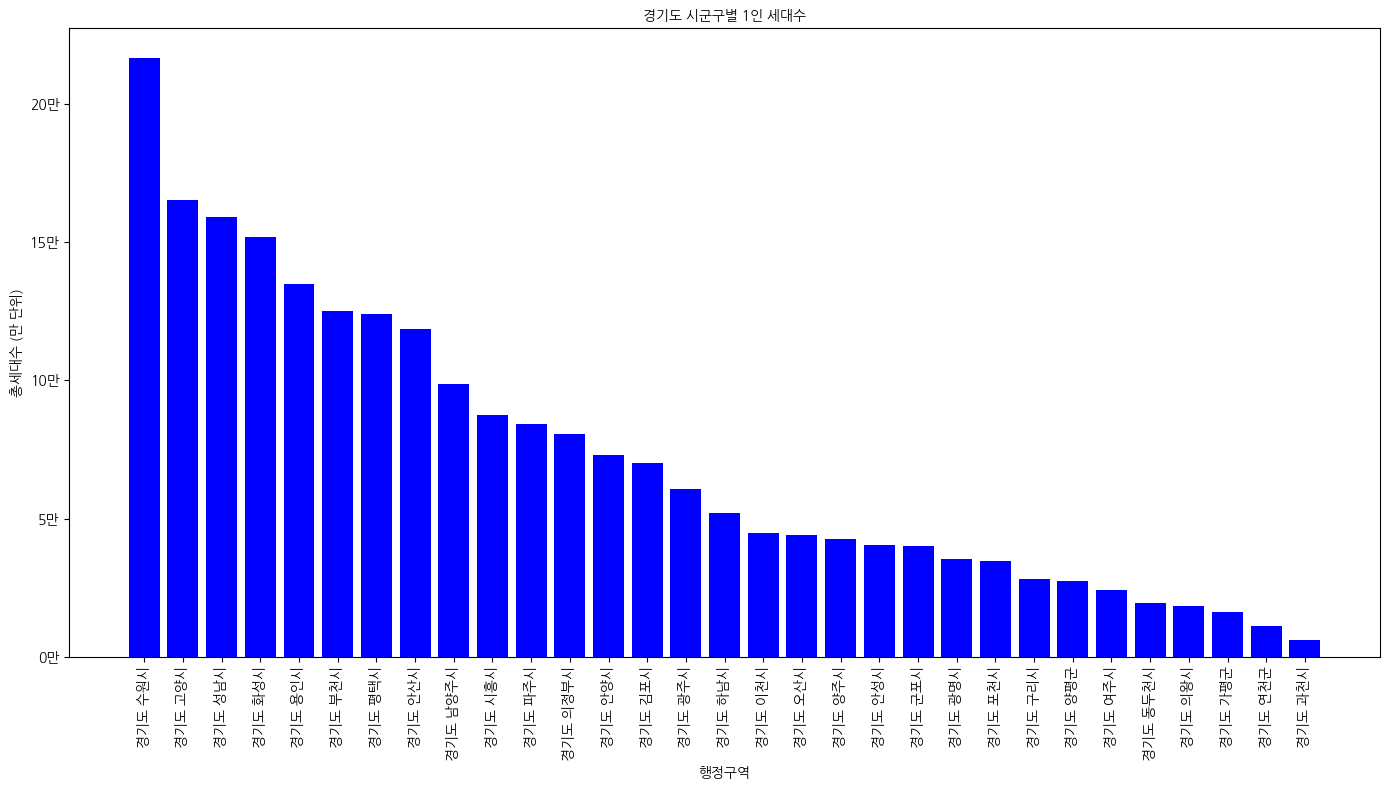 경기도 시군구별 1인 세대수
총세대수 (만 단위)
20만
15만
10만
5만
0만
경기도 수원시
경기도 고양시
경기도 성남시
경기도 화성시
경기도 용인시
경기도 부천시
경기도 평택시
경기도 안산시
경기도 남양주시
경기도 시흥시
경기도 파주시
경기도 의정부시
경기도 안양시
경기도 김포시
경기도 광주시
경기도 하남시
경기도 이천시
경기도 오산시
경기도 양주시
경기도 안성시
경기도 군포시
경기도 광명시
경기도 포천시
경기도 구리시
경기도 양평군
경기도 여주시
경기도 동두천시
경기도 의왕시
경기도 가평군
경기도 연천군
경기도 과천시
행정구역